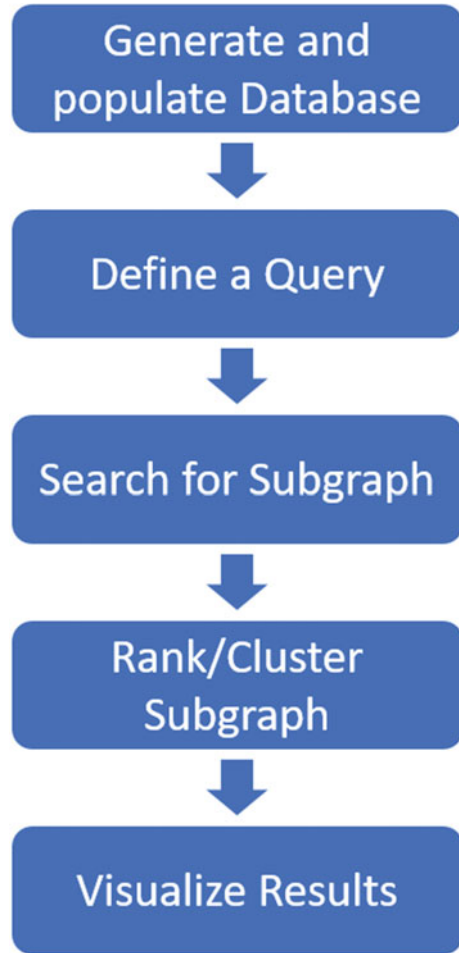 Generate and
populate Database
Define a Query
Search for Subgraph
Rank/Cluster
Subgraph
Visualize Results